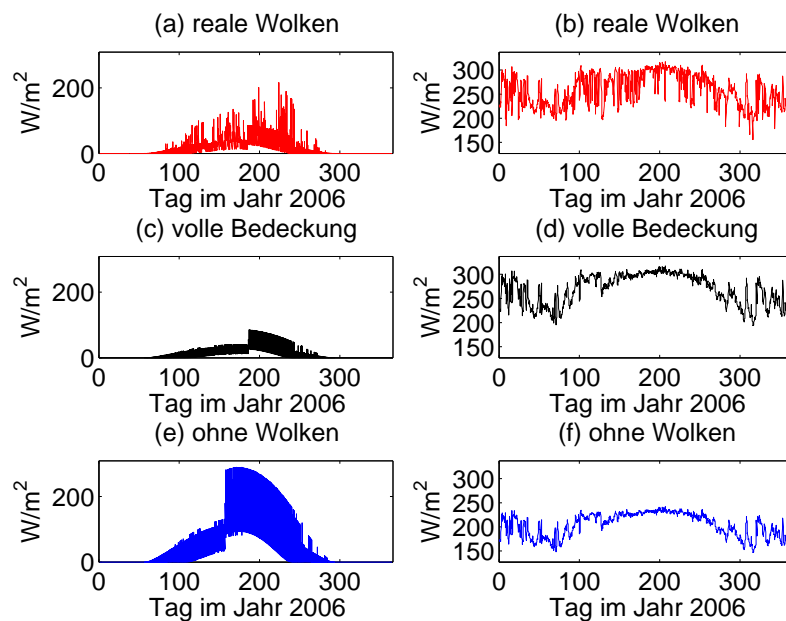 (a) reale Wolken
W/m²
200
0
0 100 200 300
Tag im Jahr 2006
(b) reale Wolken
W/m²
300
250
200
150
0 100 200 300
Tag im Jahr 2006
(c) volle Bedeckung
W/m²
200
0
0 100 200 300
Tag im Jahr 2006
(d) volle Bedeckung
W/m²
300
250
200
150
0 100 200 300
Tag im Jahr 2006
(e) ohne Wolken
W/m²
200
0
0 100 200 300
Tag im Jahr 2006
(f) ohne Wolken
W/m²
300
250
200
150
0 100 200 300
Tag im Jahr 2006